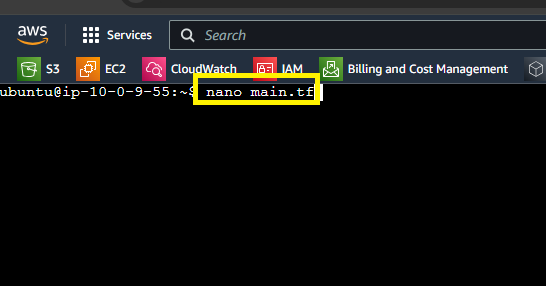 aws Services Search
S3 EC2 CloudWatch IAM Billing and Cost Management
ubuntu@ip-10-0-9-55:~$ nano main.tf